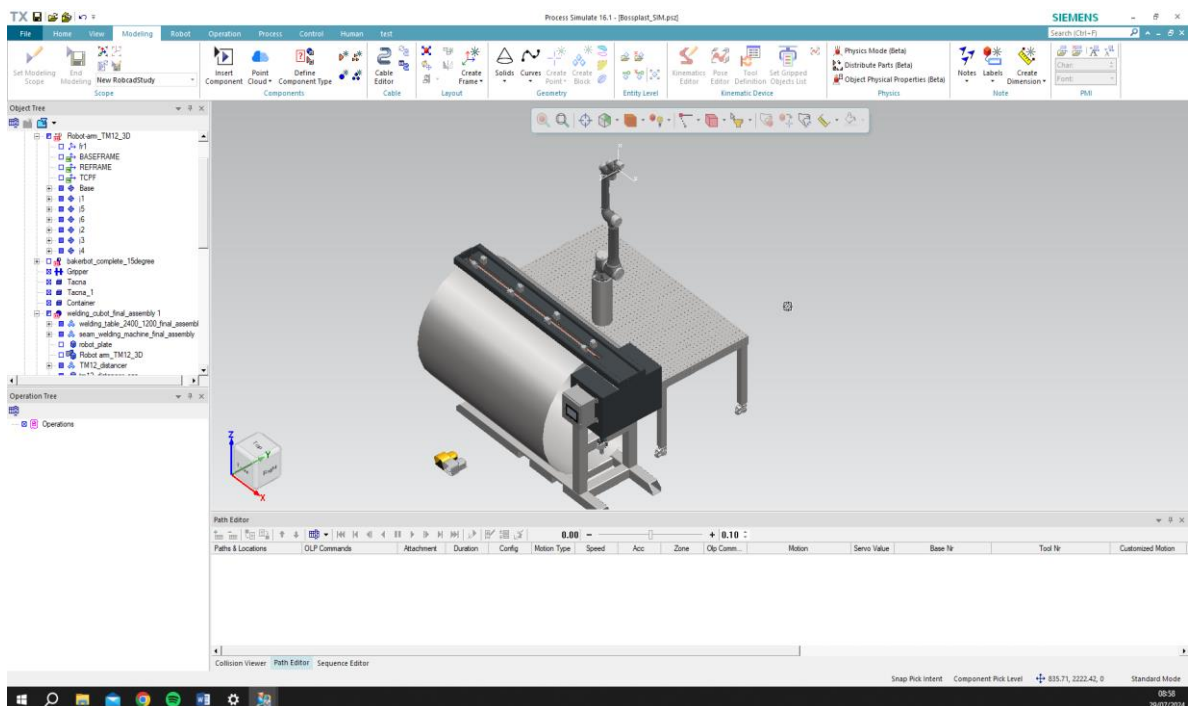 TX
Process Simulate 16.1 - [Bossplast_SIM.psz]
SIEMENS
File Home View Modeling Robot Operation Process Control Human test
Search (Ctrl+F)
Set Modeling Scope
End Modeling
New RobcadStudy
Insert Component
Point Cloud
Define Component Type
Cable Editor
Create Frame
Solids
Curves
Create Point
Create Block
Kinematics Editor
Pose Editor
Tool Definition
Set Gripped Objects List
Physics Mode (Beta)
Distribute Parts (Beta)
Object Physical Properties (Beta)
Notes
Labels
Create Dimension
Char:
Font:
Scope Components Cable Layout Geometry Entity Level Kinematic Device Physics Note PMI
Object Tree
Robot-arm_TM12_3D
fr1
BASEFRAME
REFRAME
TCPF
Base
j1
j5
j6
j2
j3
j4
bakerbot_complete_15degree
Gripper
Tacna
Tacna_1
Container
welding_cubot_final_assembly 1
welding_table_2400_1200_final_assembl
seam_welding_machine_final_assembly
robot_plate
Robot arm_TM12_3D
TM12_distancer
Operation Tree
Operations
Z
Y
X
Path Editor
0.00 - + 0.10
Paths & Locations OLP Commands Attachment Duration Config Motion Type Speed Acc Zone Olp Comm... Motion Servo Value Base Nr Tool Nr Customized Motion
Collision Viewer Path Editor Sequence Editor
Snap Pick Intent Component Pick Level 835.71, 2222.42, 0 Standard Mode
08:58
29/07/2024